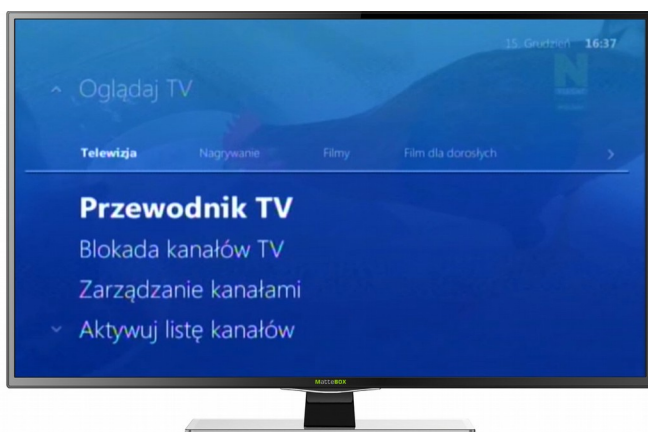 15. Grudzień 16:37
N
Oglądaj TV
Telewizja Nagrywanie Filmy Film dla dorosłych
Przewodnik TV
Blokada kanałów TV
Zarządzanie kanałami
Aktywuj listę kanałów
MattaBOX